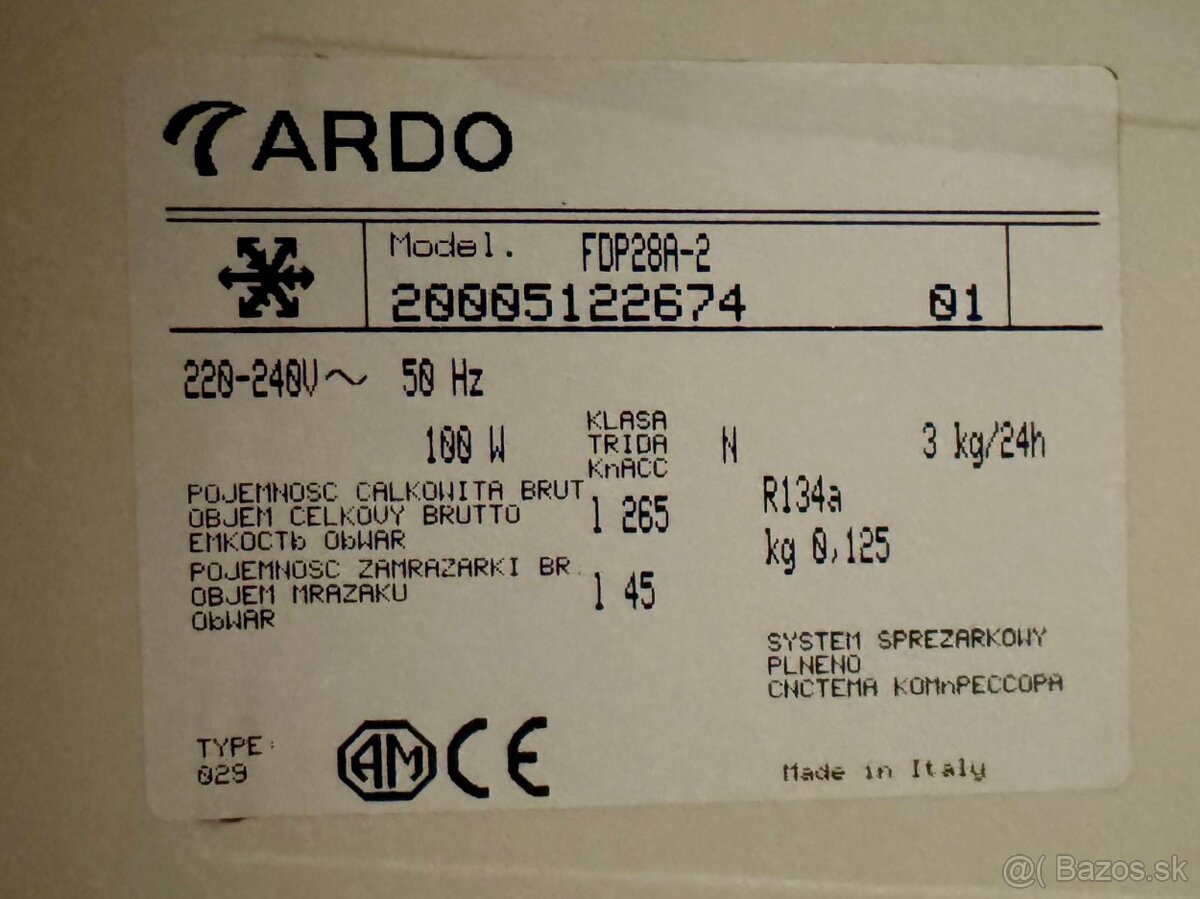 ARDO
Model. FDP28A-2
20005122674 01
220-240V~ 50 Hz
100 W
KLASA
TRIDA
KnACC
N
3 kg/24h
POJEMNOSC CALKOWITA BRUT
OBJEM CELKOVY BRUTTO
EMKOCTb ObWAR
l 265
R134a
kg 0,125
POJEMNOSC ZAMRAZARKI BR.
OBJEM MRAZAKU
ObWAR
l 45
SYSTEM SPREZARKOWY
PLNENO
CNCTEMA KOMnPECCOPA
TYPE:
029
AM CE
Made in Italy
@( Bazos.sk